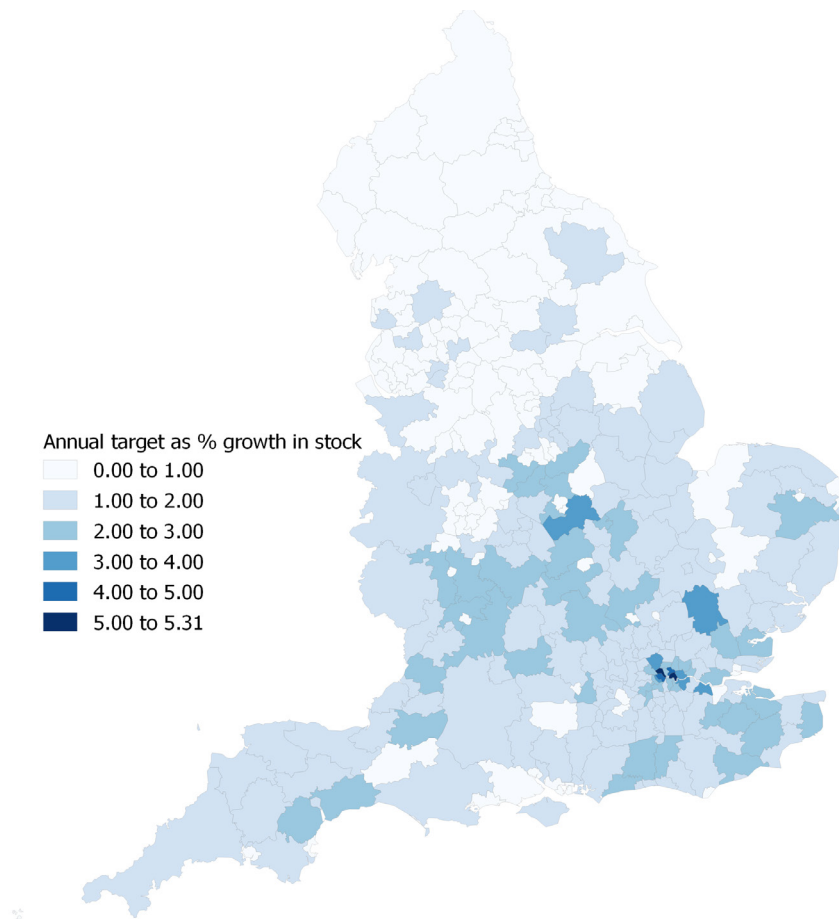 Annual target as % growth in stock
0.00 to 1.00
1.00 to 2.00
2.00 to 3.00
3.00 to 4.00
4.00 to 5.00
5.00 to 5.31